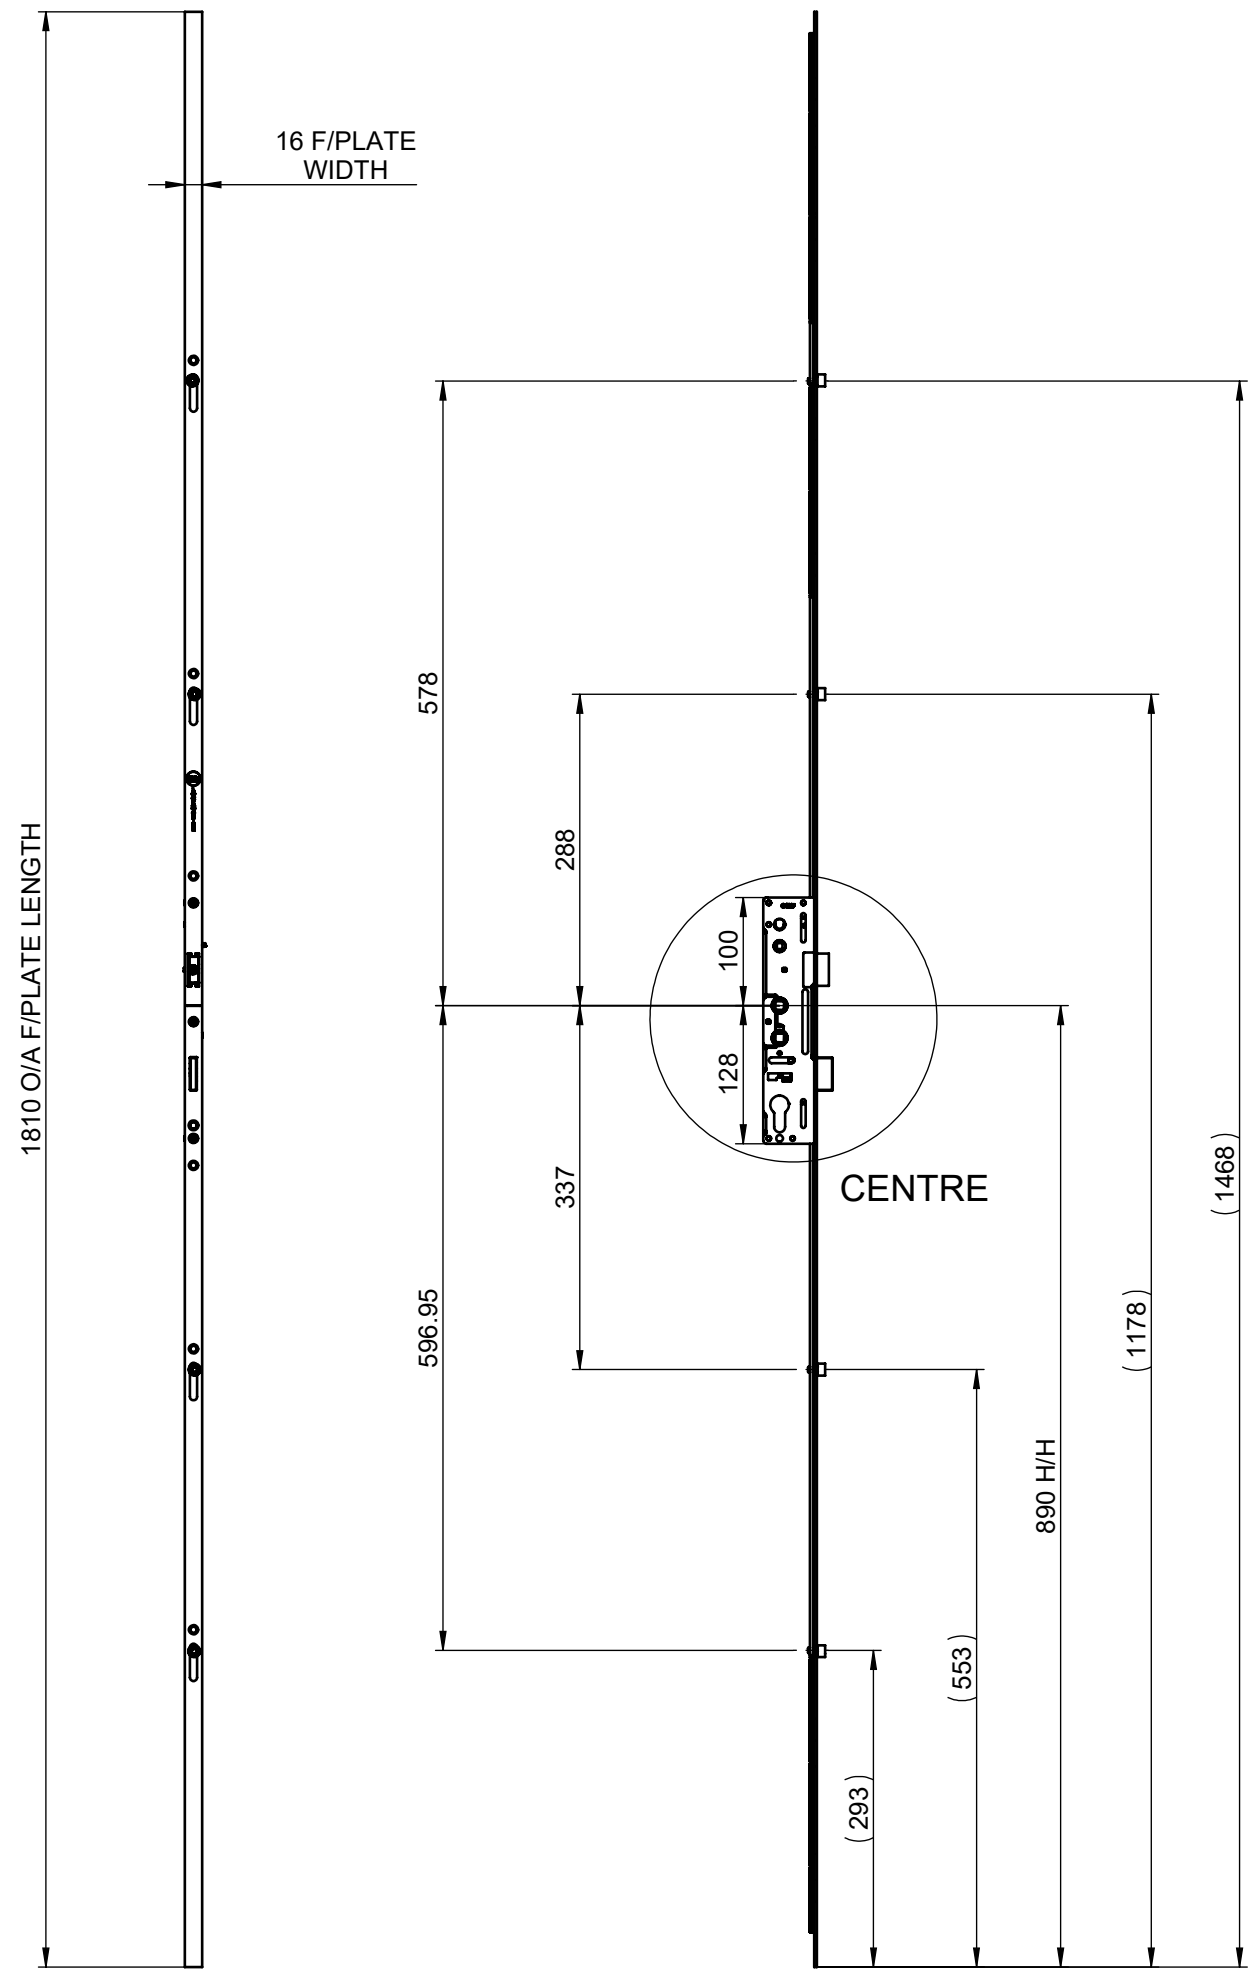 16 F/PLATE
WIDTH
1810 O/A F/PLATE LENGTH
578
288
100
128
337
596.95
CENTRE
890 H/H
(293)
(553)
(1178)
(1468)